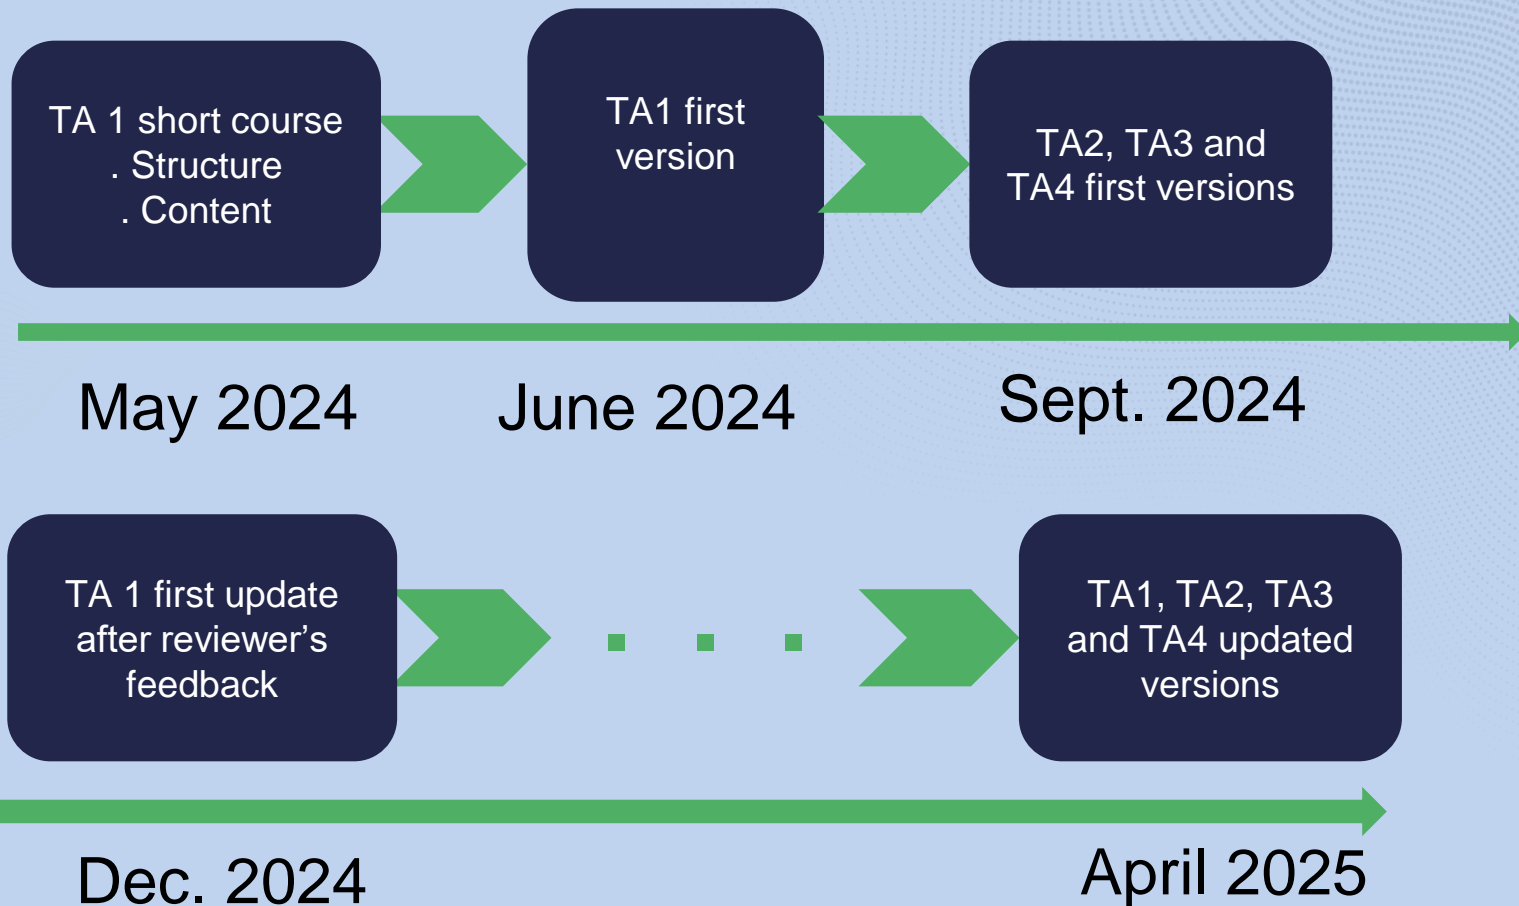 TA 1 short course
. Structure
. Content
TA1 first
version
TA2, TA3 and
TA4 first versions
May 2024
June 2024
Sept. 2024
TA 1 first update
after reviewer’s
feedback
TA1, TA2, TA3
and TA4 updated
versions
Dec. 2024
April 2025